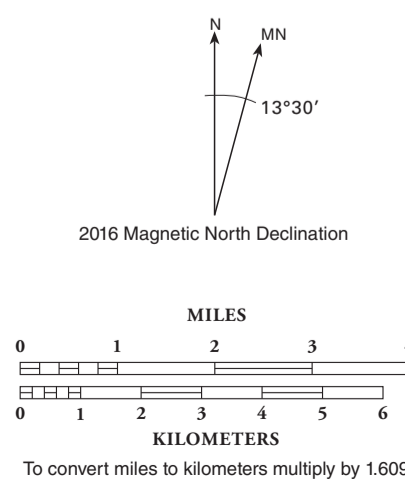 N
MN
13°30′
2016 Magnetic North Declination
MILES
0 1 2 3
0 1 2 3 4 5 6
KILOMETERS
To convert miles to kilometers multiply by 1.609